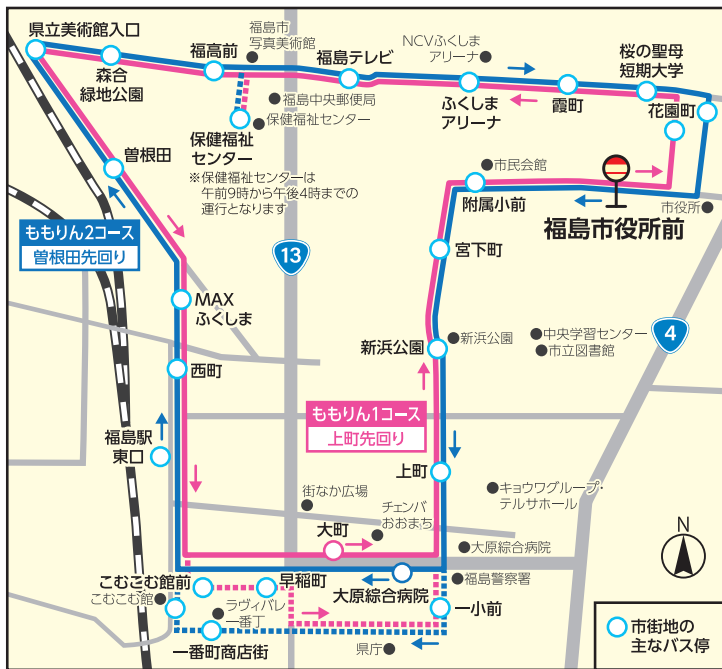 県立美術館入口
森合
緑地公園
福高前
福島市
写真美術館
福島テレビ
NCVふくしま
アリーナ
ふくしま
アリーナ
霞町
桜の聖母
短期大学
花園町
福島中央郵便局
保健福祉センター
保健福祉
センター
※保健福祉センターは
午前9時から午後4時までの
運行となります
曽根田
市民会館
附属小前
市役所
福島市役所前
ももりん2コース
曽根田先回り
13
宮下町
MAX
ふくしま
新浜公園
新浜公園
中央学習センター
市立図書館
4
西町
ももりん1コース
上町先回り
福島駅
東口
上町
街なか広場
チェンバ
おおまち
キョウワグループ・
テルサホール
大町
大原綜合病院
N
こむこむ館前
こむこむ館
早稲町
大原綜合病院
福島警察署
ラヴィバレ
一番丁
一小前
一番町商店街
県庁
市街地の
主なバス停